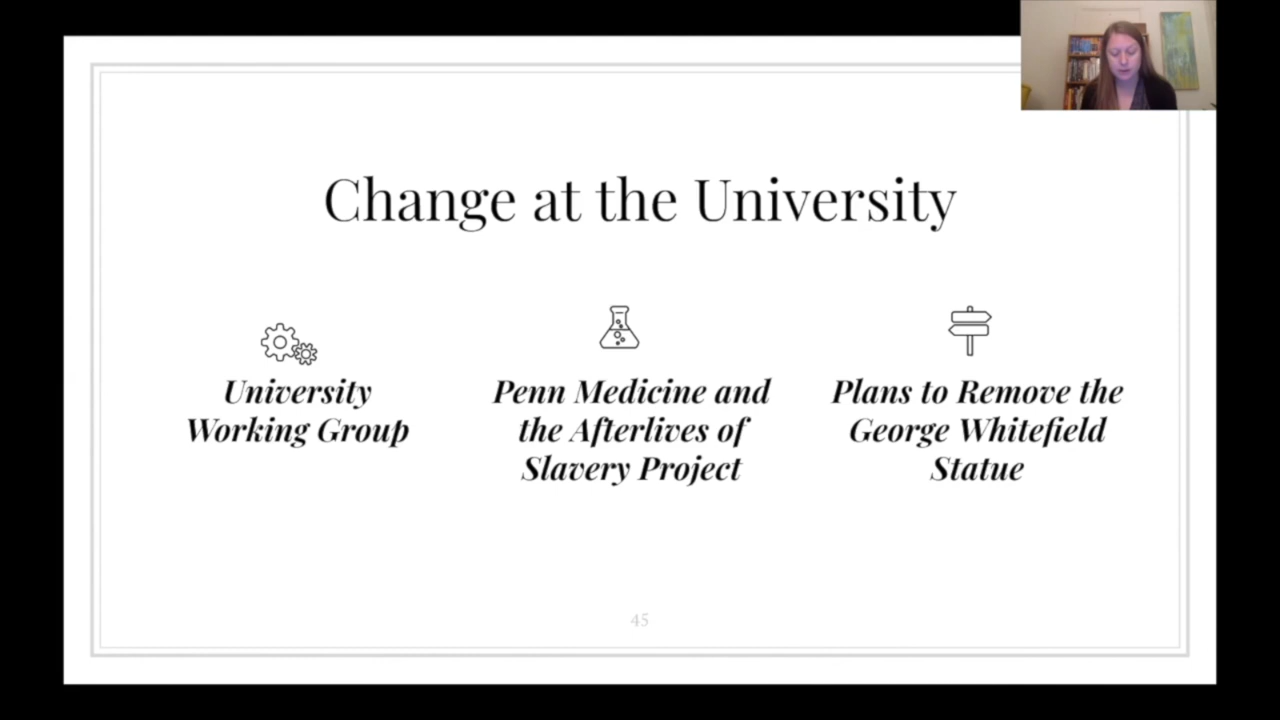 Change at the University
University
Working Group
Penn Medicine and
the Afterlives of
Slavery Project
Plans to Remove the
George Whitefield
Statue
45